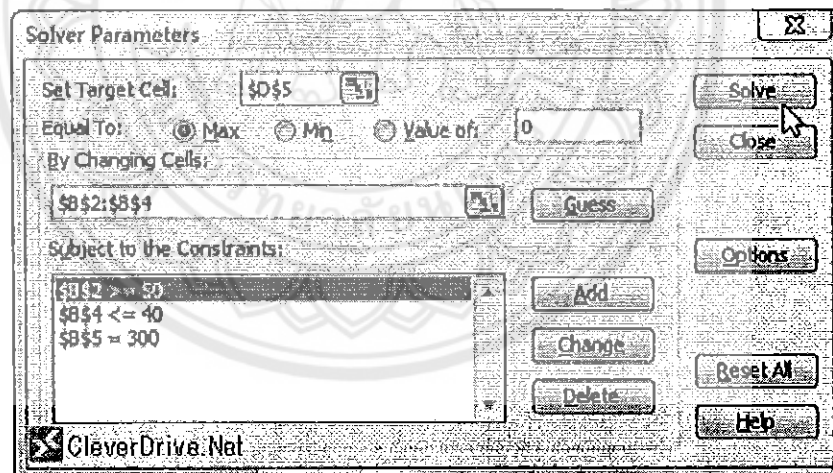 Solver Parameters
Set Target Cell: $D$5
Equal To: Max Min Value of: 0
By Changing Cells:
$B$2:$B$4
Guess
Subject to the Constraints:
$B$2 >= 50
$B$4 <= 40
$B$5 = 300
Add
Change
Delete
Solve
Close
Options
Reset All
Help
CleverDrive.Net